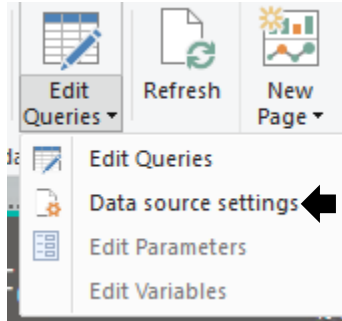 Edit Queries ▾
Refresh
New Page ▾
Edit Queries
Data source settings
Edit Parameters
Edit Variables